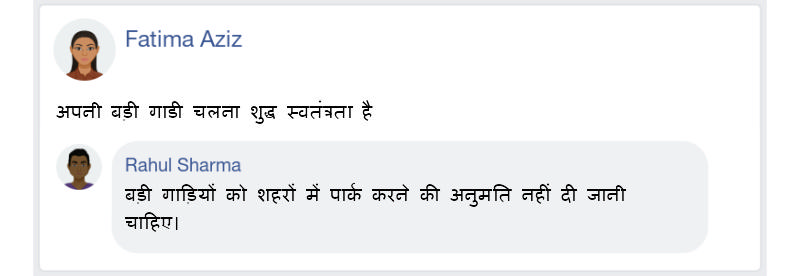 Fatima Aziz
अपनी बड़ी गाडी चलना शुद्ध स्वतंत्रता है
Rahul Sharma
बड़ी गाड़ियों को शहरों में पार्क करने की अनुमति नहीं दी जानी
चाहिए।